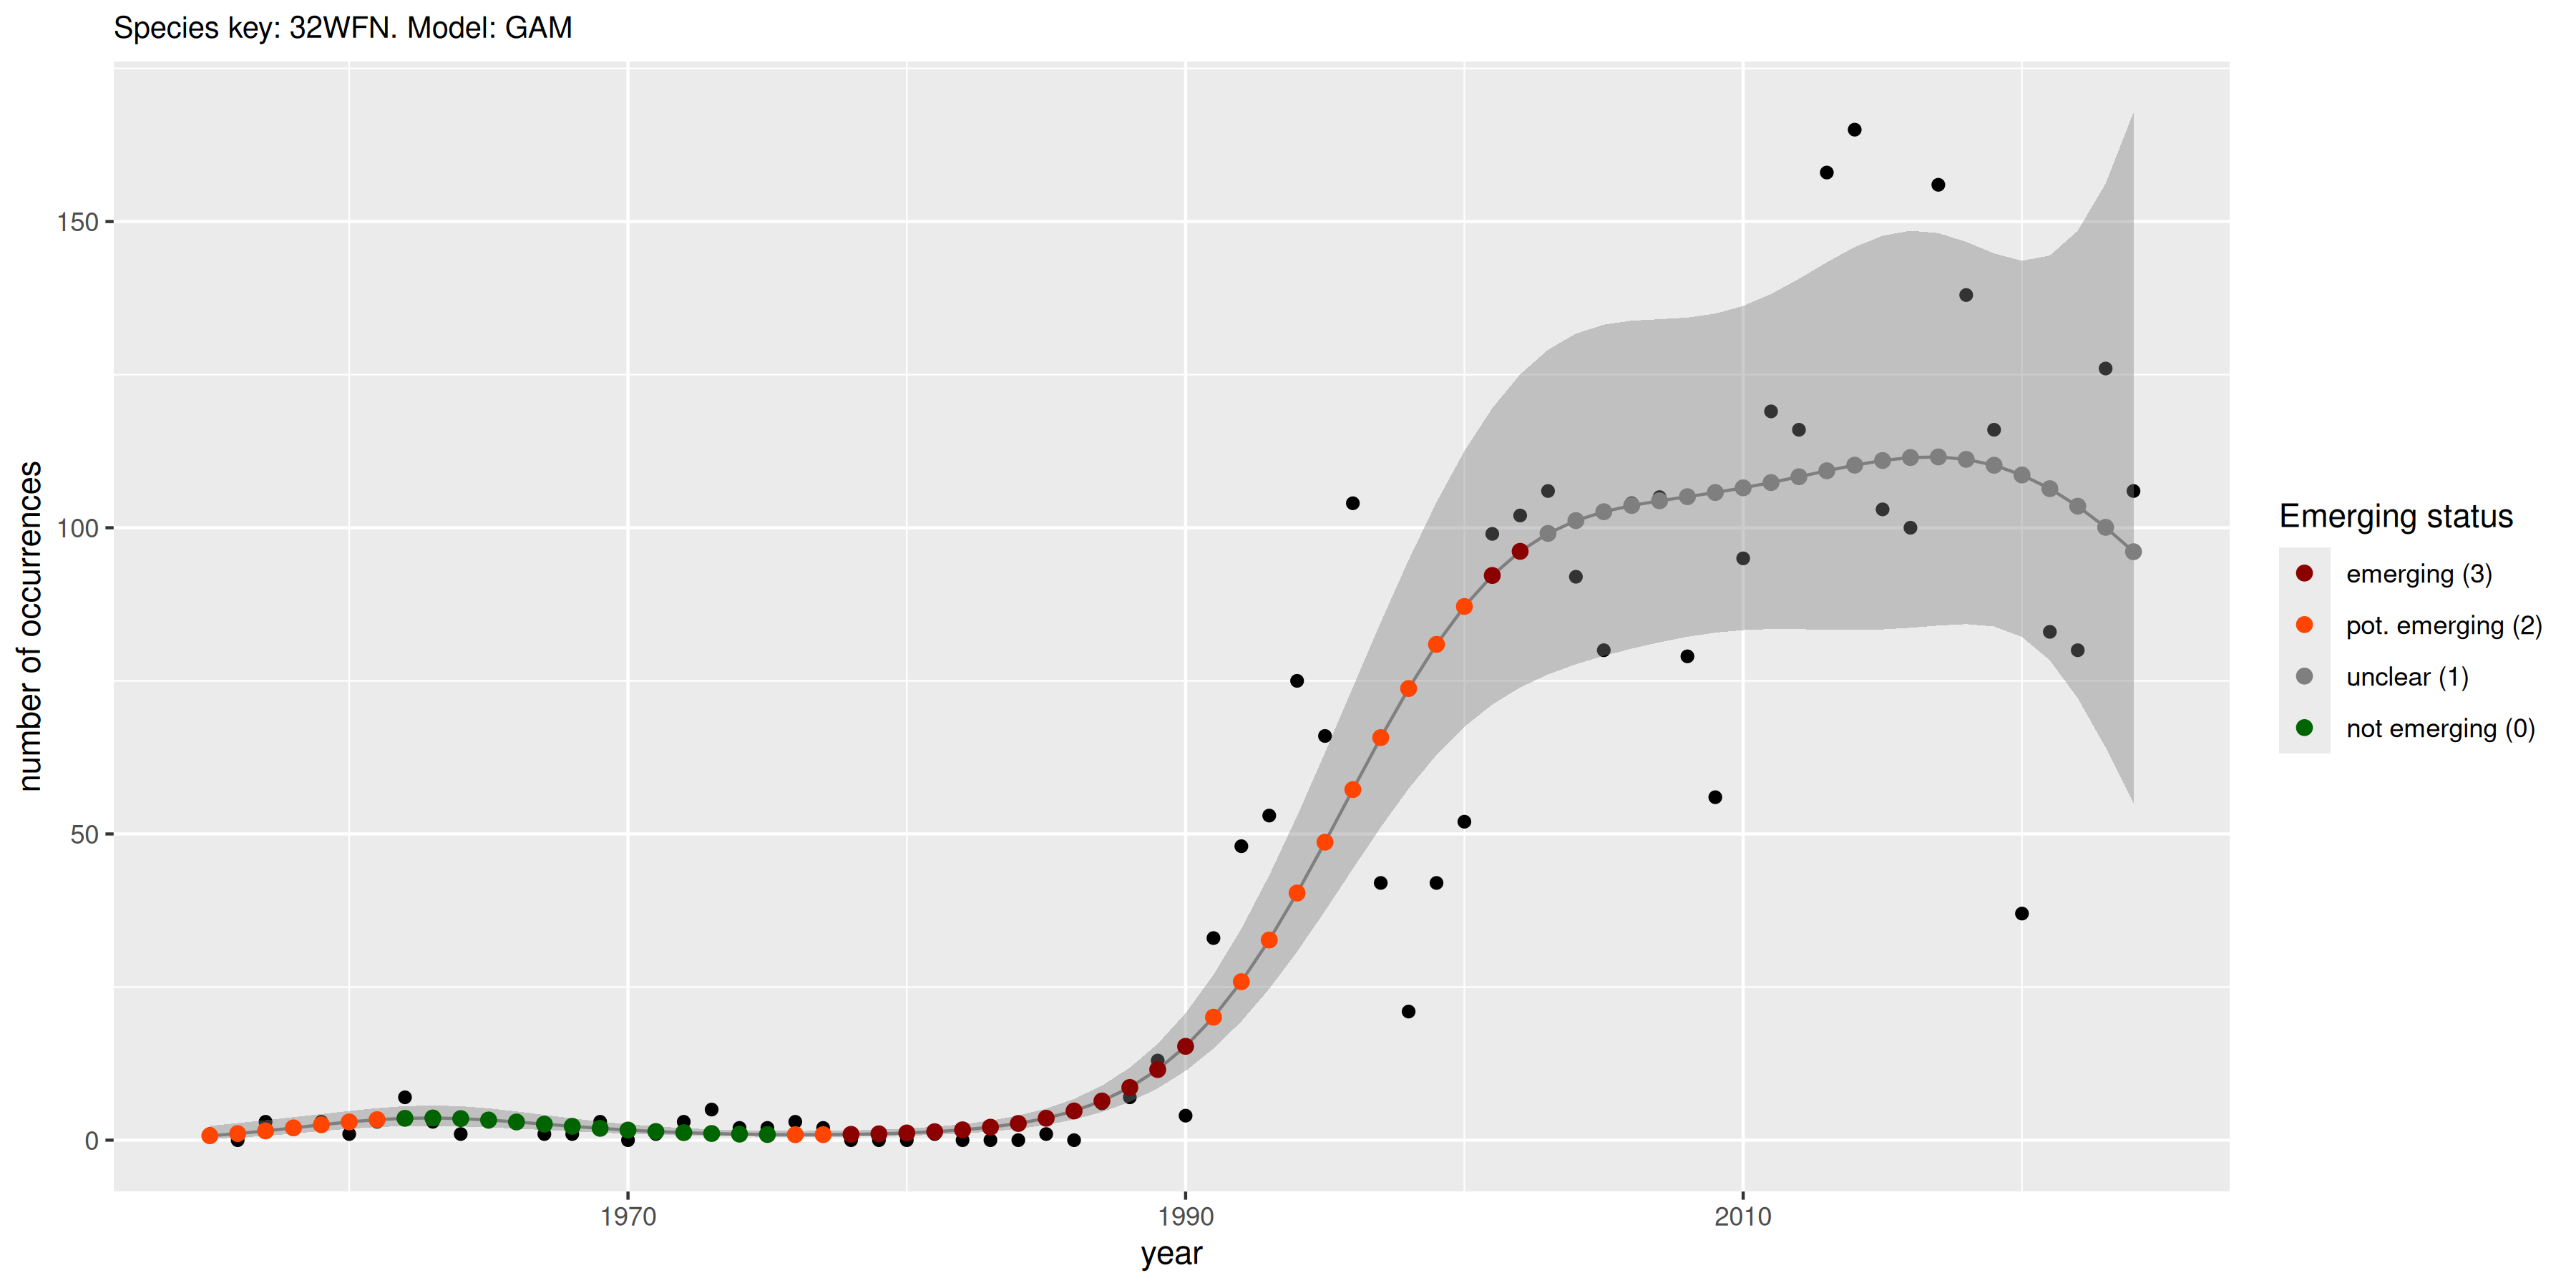 Species key: 32WFN. Model: GAM
150
100
50
0
number of occurrences
1970
1990
2010
year
Emerging status
emerging (3)
pot. emerging (2)
unclear (1)
not emerging (0)